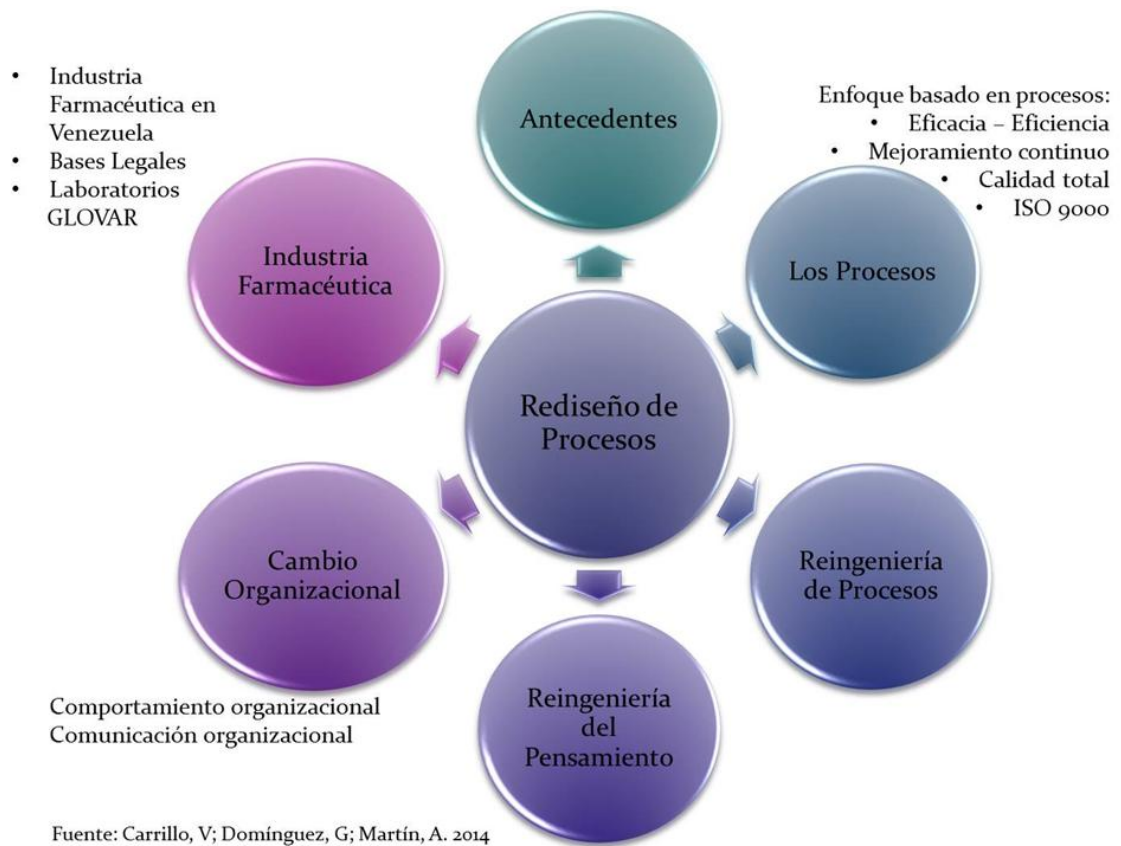 • Industria
Farmacéutica en
Venezuela
• Bases Legales
• Laboratorios
GLOVAR
Antecedentes
Enfoque basado en procesos:
• Eficacia – Eficiencia
• Mejoramiento continuo
• Calidad total
• ISO 9000
Industria
Farmacéutica
Los Procesos
Rediseño de
Procesos
Cambio
Organizacional
Reingeniería
de Procesos
Comportamiento organizacional
Comunicación organizacional
Reingeniería
del
Pensamiento
Fuente: Carrillo, V; Domínguez, G; Martín, A. 2014